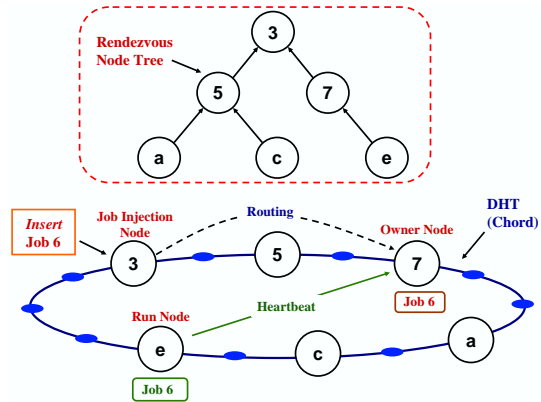 3
Rendezvous
Node Tree
5
7
a
c
e
Insert
Job 6
Job Injection
Node
Routing
Owner Node
DHT
(Chord)
3
5
7
Job 6
Heartbeat
Run Node
e
c
a
Job 6